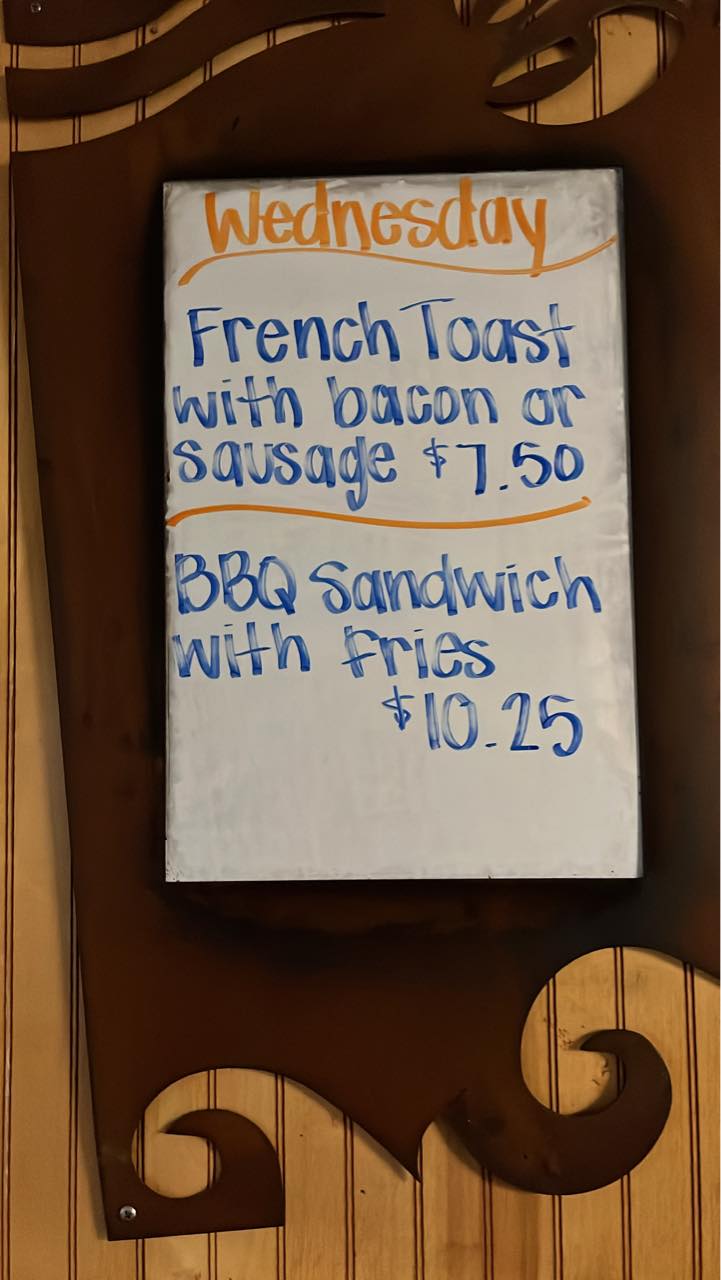 Wednesday
French Toast
with bacon or
sausage $7.50
BBQ Sandwich
with fries
$10.25